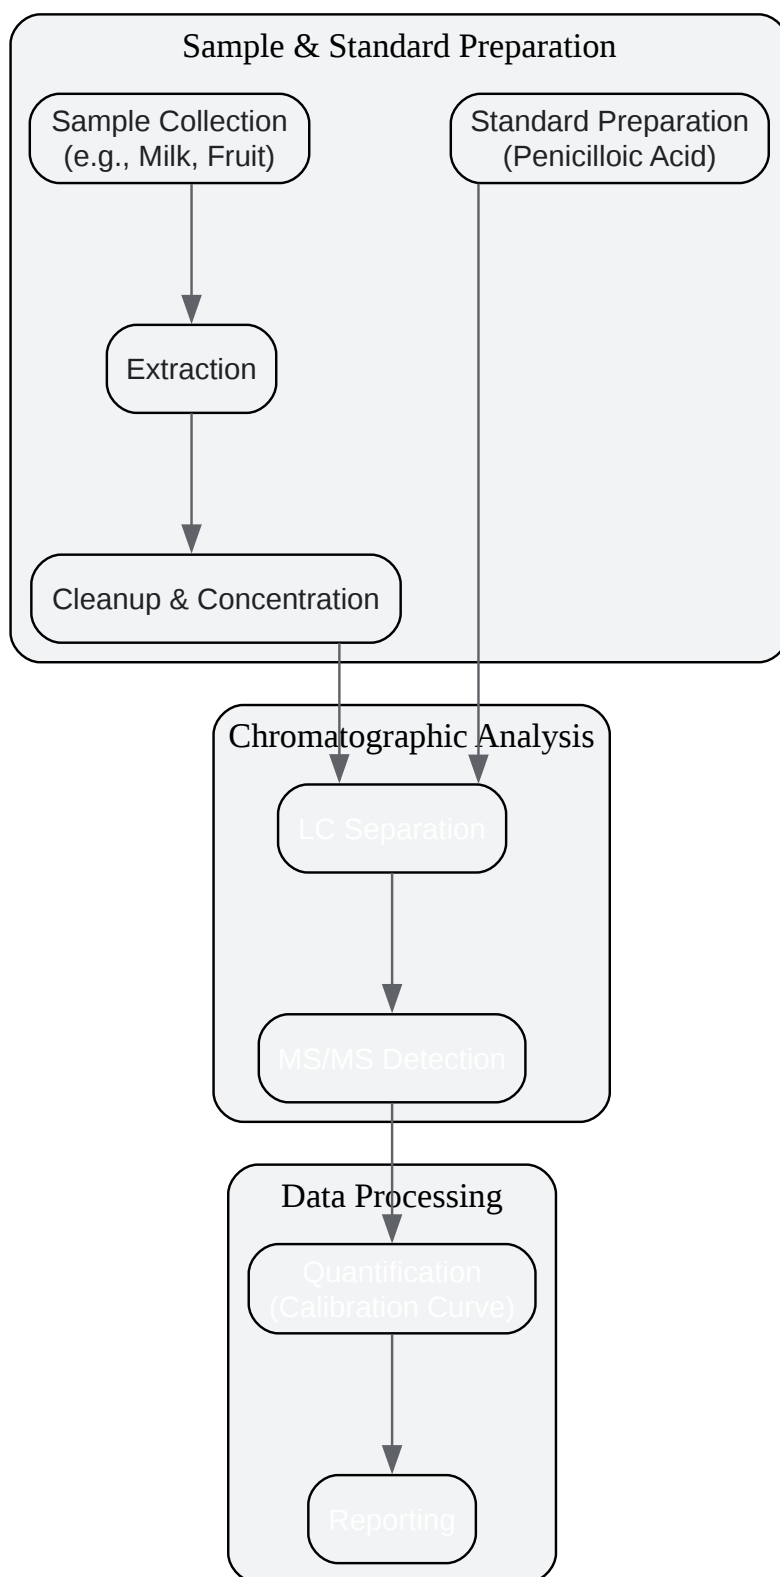 Sample & Standard Preparation
Sample Collection
(e.g., Milk, Fruit)
Standard Preparation
(Penicilloic Acid)
Extraction
Cleanup & Concentration
Chromatographic Analysis
LC Separation
MS/MS Detection
Data Processing
Quantification
(Calibration Curve)
Reporting